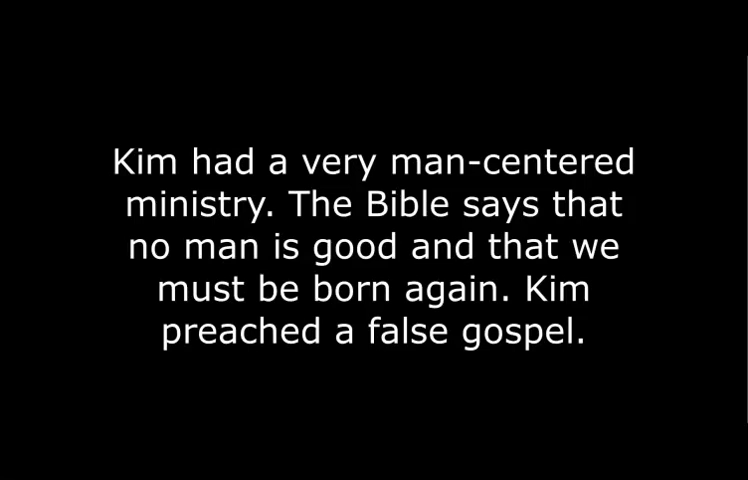 Kim had a very man-centered
ministry. The Bible says that
no man is good and that we
must be born again. Kim
preached a false gospel.